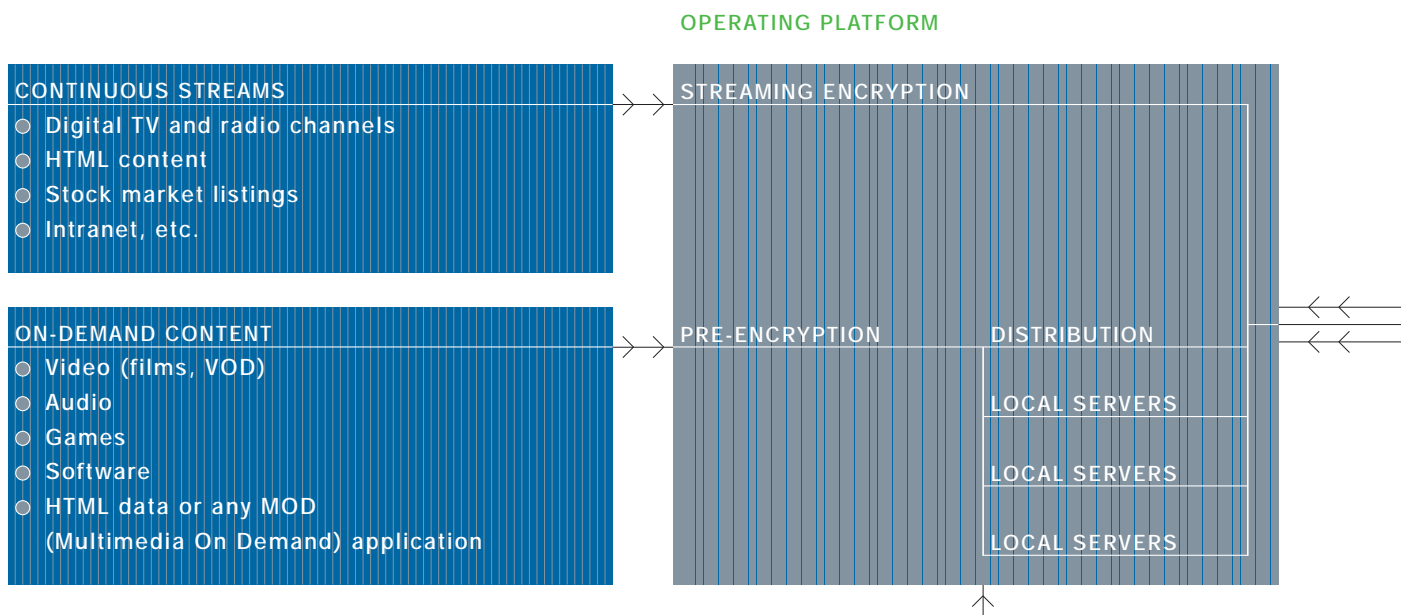 OPERATING PLATFORM
CONTINUOUS STREAMS
Digital TV and radio channels
HTML content
Stock market listings
Intranet, etc.
STREAMING ENCRYPTION
ON-DEMAND CONTENT
Video (films, VOD)
Audio
Games
Software
HTML data or any MOD
(Multimedia On Demand) application
PRE-ENCRYPTION
DISTRIBUTION
LOCAL SERVERS
LOCAL SERVERS
LOCAL SERVERS